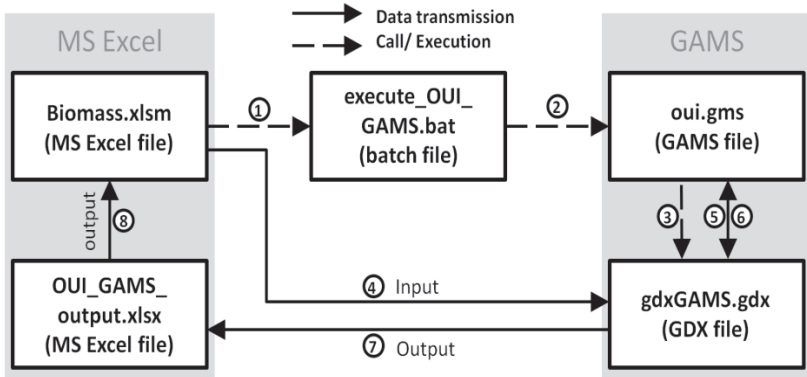 Data transmission
Call/ Execution
MS Excel
GAMS
Biomass.xlsm
(MS Excel file)
1
execute_OUI_
GAMS.bat
(batch file)
2
oui.gms
(GAMS file)
output
8
3
5
6
OUI_GAMS_
output.xlsx
(MS Excel file)
4 Input
7 Output
gdxGAMS.gdx
(GDX file)